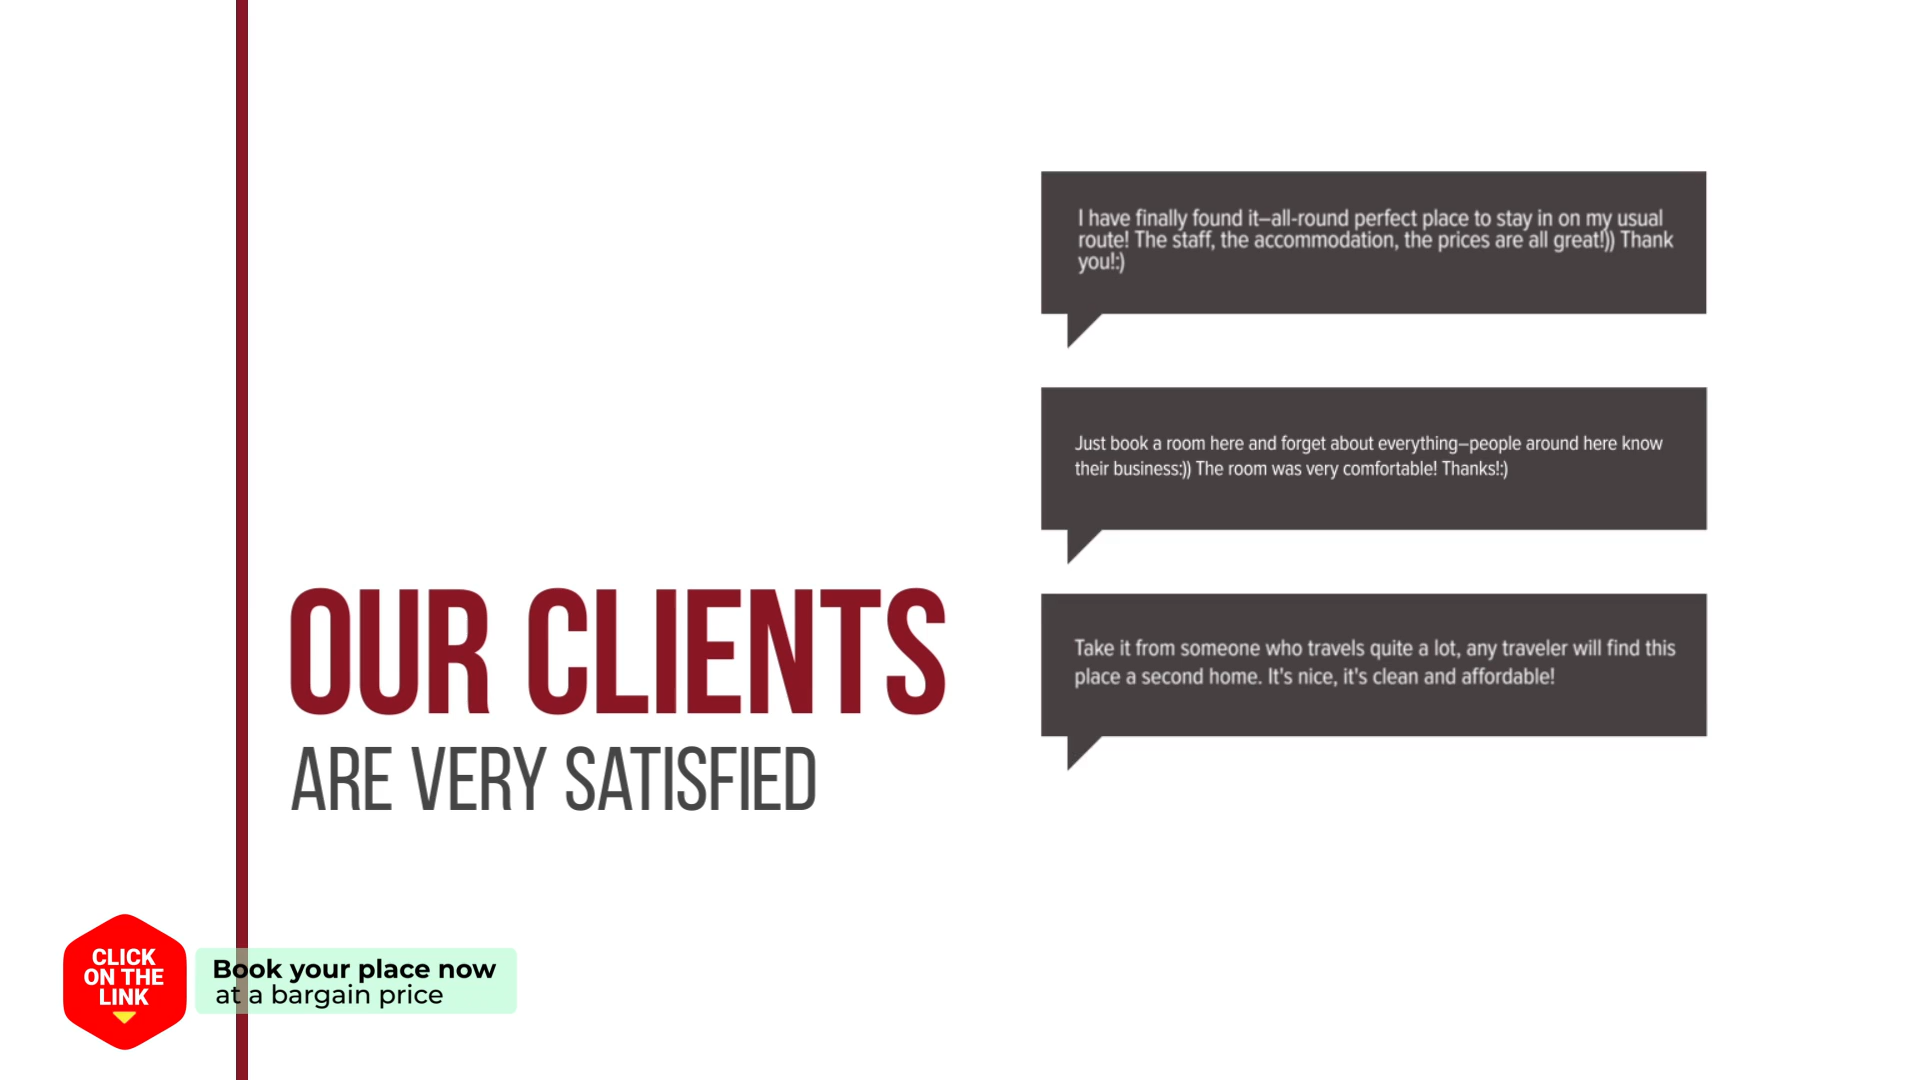 I have finally found it–all-round perfect place to stay in on my usual
route! The staff, the accommodation, the prices are all great!)) Thank
you!:)
Just book a room here and forget about everything–people around here know
their business:)) The room was very comfortable! Thanks!:)
Take it from someone who travels quite a lot, any traveler will find this
place a second home. It's nice, it's clean and affordable!
OUR CLIENTS
ARE VERY SATISFIED
CLICK
ON THE
LINK
Book your place now
at a bargain price